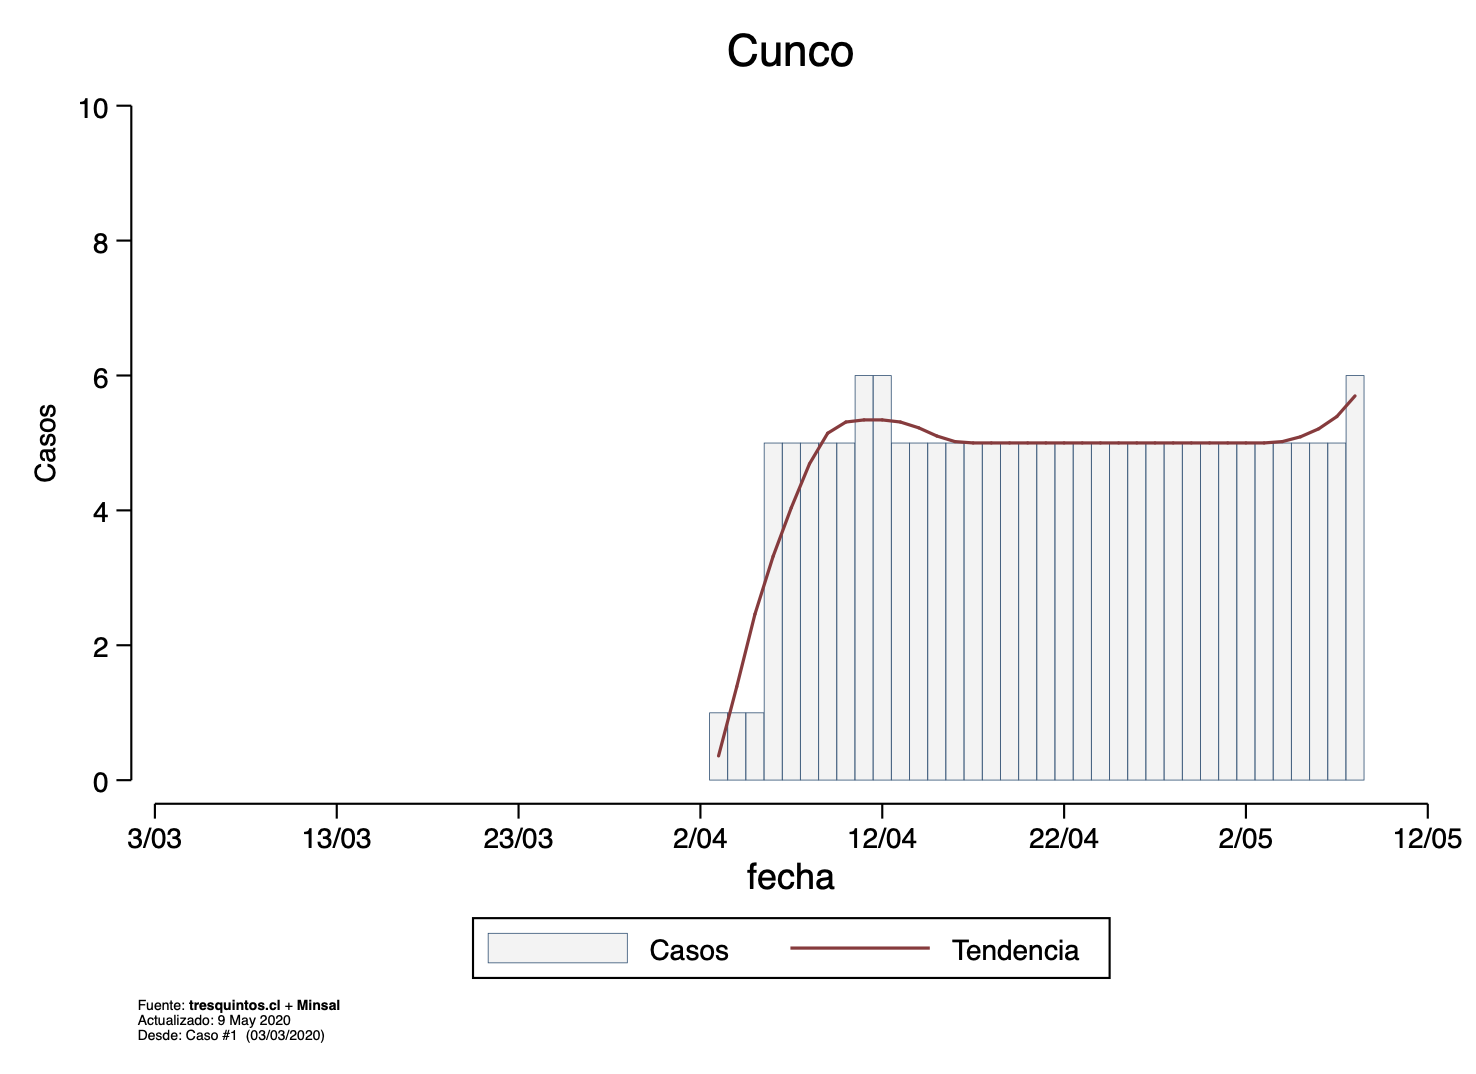 Cunco
10
8
6
4
2
0
Casos
3/03 13/03 23/03 2/04 12/04 22/04 2/05 12/05
fecha
Casos Tendencia
Fuente: tresquintos.cl + Minsal
Actualizado: 9 May 2020
Desde: Caso #1 (03/03/2020)